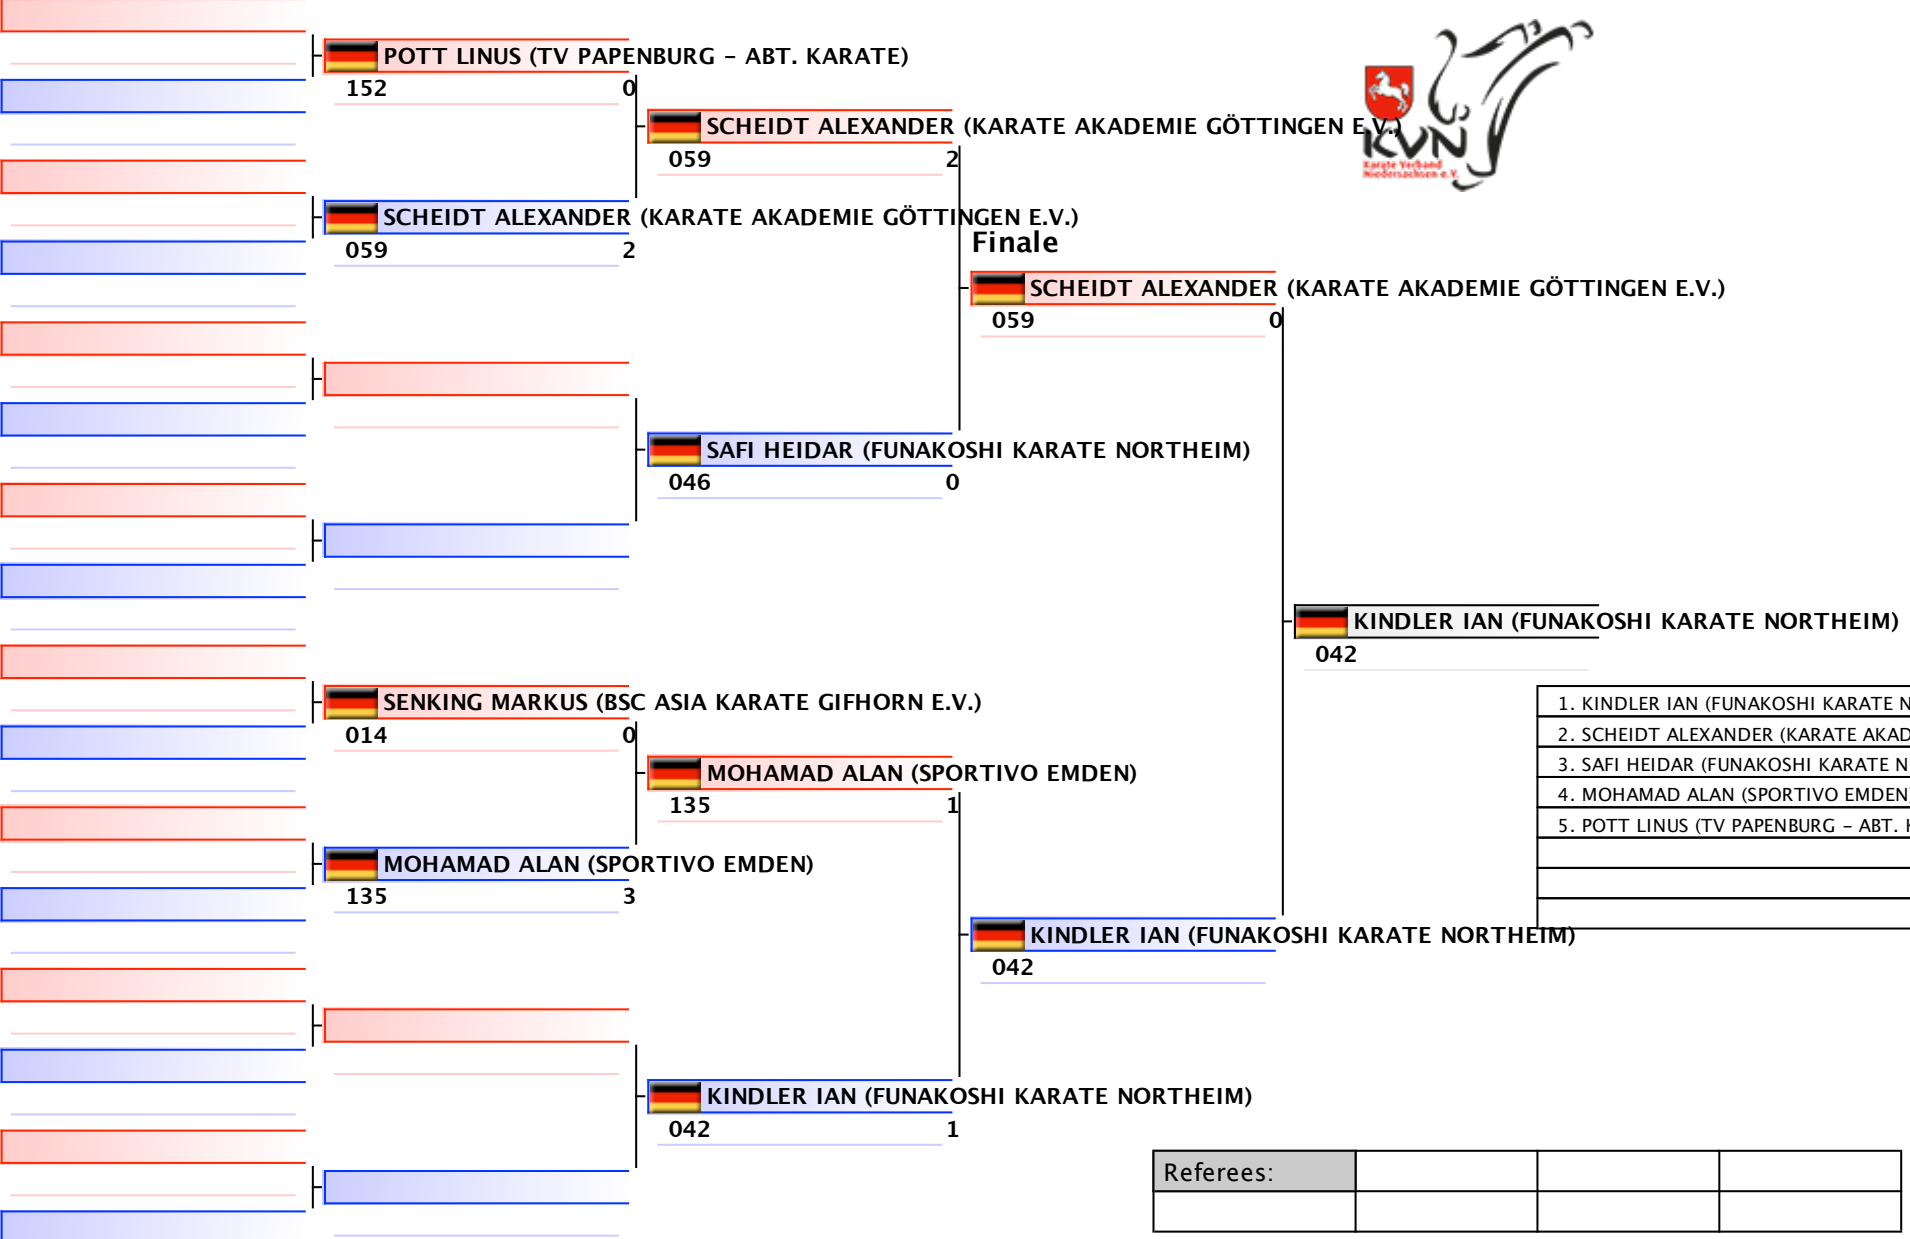 POTT LINUS (TV PAPENBURG – ABT. KARATE)
152 0
SCHEIDT ALEXANDER (KARATE AKADEMIE GÖTTINGEN E.V.)
059 2
KVN
Karate Verband
Niedersachsen e.V.
SCHEIDT ALEXANDER (KARATE AKADEMIE GÖTTINGEN E.V.)
059 2
Finale
SCHEIDT ALEXANDER (KARATE AKADEMIE GÖTTINGEN E.V.)
059 0
SAFI HEIDAR (FUNAKOSHI KARATE NORTHEIM)
046 0
KINDLER IAN (FUNAKOSHI KARATE NORTHEIM)
042
SENKING MARKUS (BSC ASIA KARATE GIFHORN E.V.)
014 0
1. KINDLER IAN (FUNAKOSHI KARATE N
2. SCHEIDT ALEXANDER (KARATE AKAD
3. SAFI HEIDAR (FUNAKOSHI KARATE N
4. MOHAMAD ALAN (SPORTIVO EMDEN)
5. POTT LINUS (TV PAPENBURG – ABT. K
MOHAMAD ALAN (SPORTIVO EMDEN)
135 1
MOHAMAD ALAN (SPORTIVO EMDEN)
135 3
KINDLER IAN (FUNAKOSHI KARATE NORTHEIM)
042
KINDLER IAN (FUNAKOSHI KARATE NORTHEIM)
042 1
Referees: